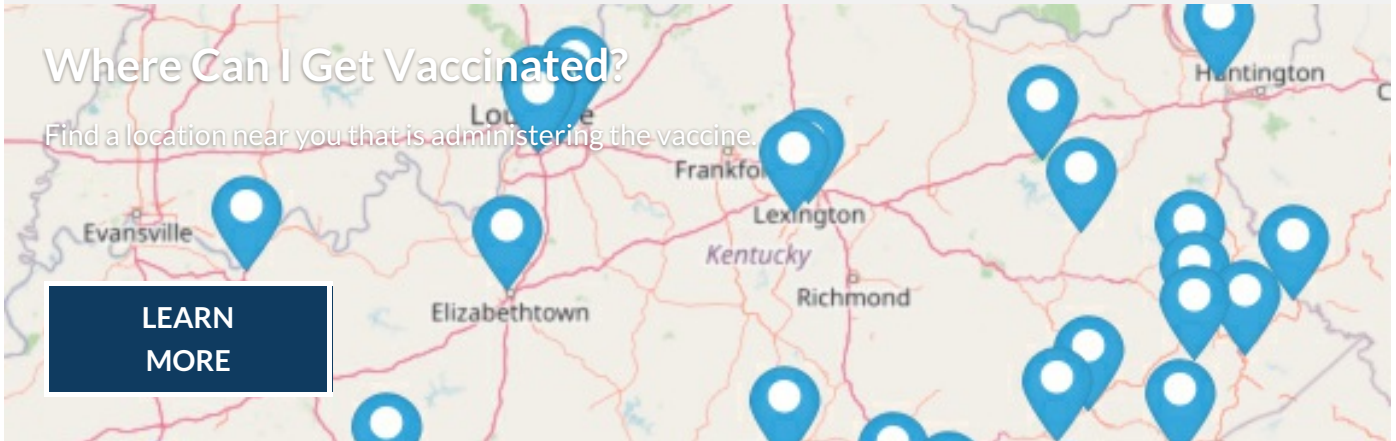 Where Can I Get Vaccinated?
Find a location near you that is administering the vaccine.
Huntington
Lexington
Evansville
Kentucky
Richmond
Elizabethtown
LEARN
MORE